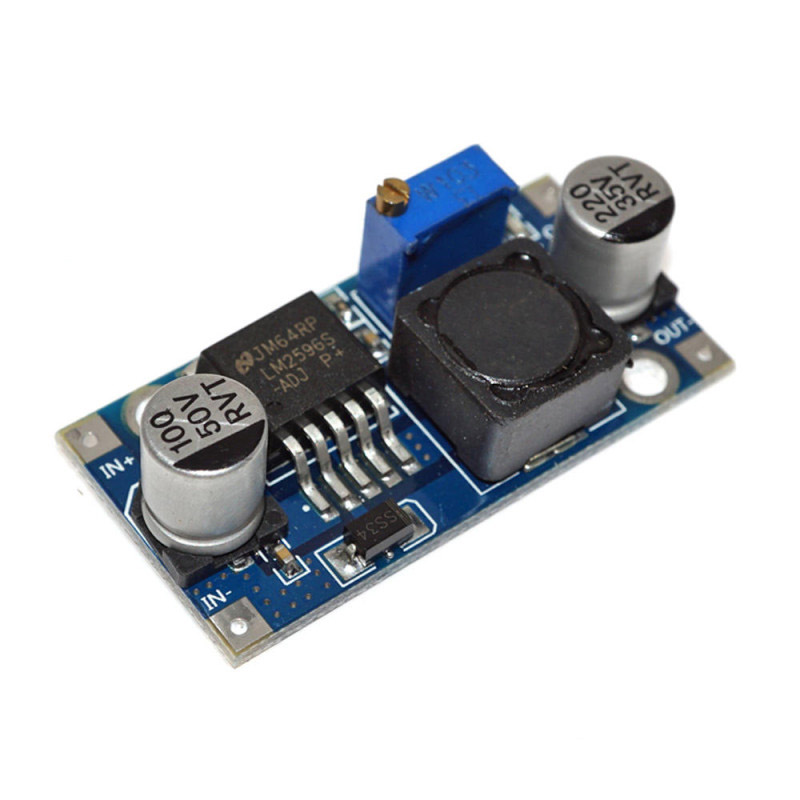 220
35V
RVT
JM64RP
LM2596S
-ADJ P+
100
50V
RVT
OUT-
IN+
SS34
IN-